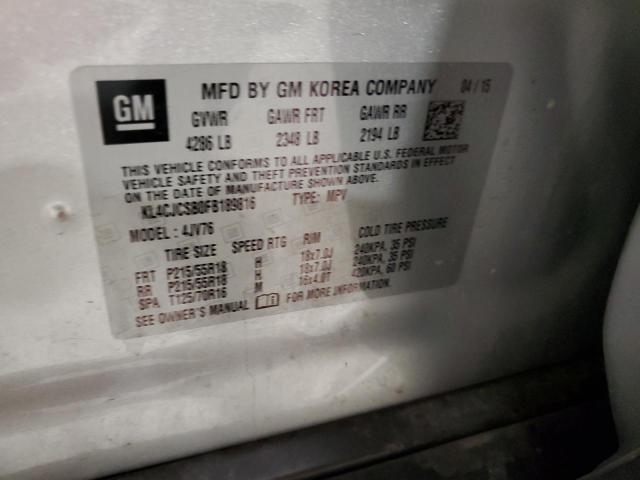 GM
MFD BY GM KOREA COMPANY 04/15
GVWR GAWR FRT GAWR RR
4286 LB 2348 LB 2194 LB
THIS VEHICLE CONFORMS TO ALL APPLICABLE U.S. FEDERAL MOTOR
VEHICLE SAFETY AND THEFT PREVENTION STANDARDS IN EFFECT
ON THE DATE OF MANUFACTURE SHOWN ABOVE.
KL4CJCSB0FB189816 TYPE: MPV
MODEL: 4JV76
TIRE SIZE SPEED RTG RIM COLD TIRE PRESSURE
FRT P215/55R18 H 18x7.0J 240KPA, 35 PSI
RR P215/55R18 H 18x7.0J 240KPA, 35 PSI
SPA T125/70R16 M 16x4.0T 420KPA, 60 PSI
SEE OWNER'S MANUAL FOR MORE INFORMATION